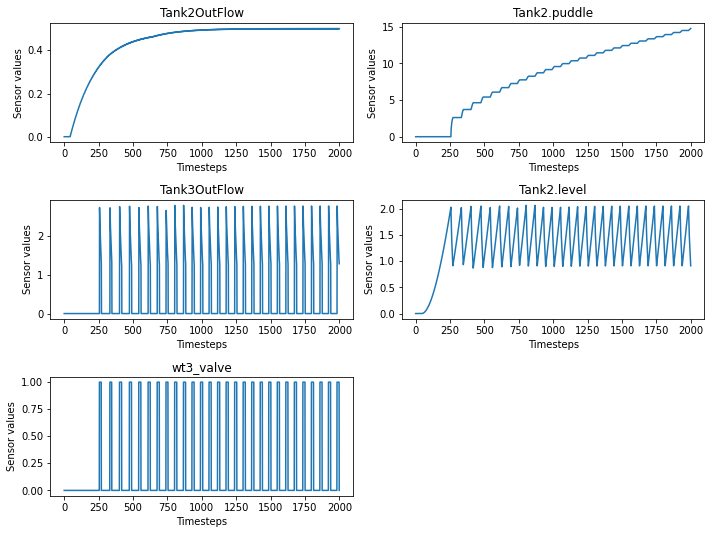 Tank2OutFlow
Sensor values
0.4
0.2
0.0
0 250 500 750 1000 1250 1500 1750 2000
Timesteps
Tank2.puddle
Sensor values
15
10
5
0
0 250 500 750 1000 1250 1500 1750 2000
Timesteps
Tank3OutFlow
Sensor values
2
1
0
0 250 500 750 1000 1250 1500 1750 2000
Timesteps
Tank2.level
Sensor values
2.0
1.5
1.0
0.5
0.0
0 250 500 750 1000 1250 1500 1750 2000
Timesteps
wt3_valve
Sensor values
1.00
0.75
0.50
0.25
0.00
0 250 500 750 1000 1250 1500 1750 2000
Timesteps